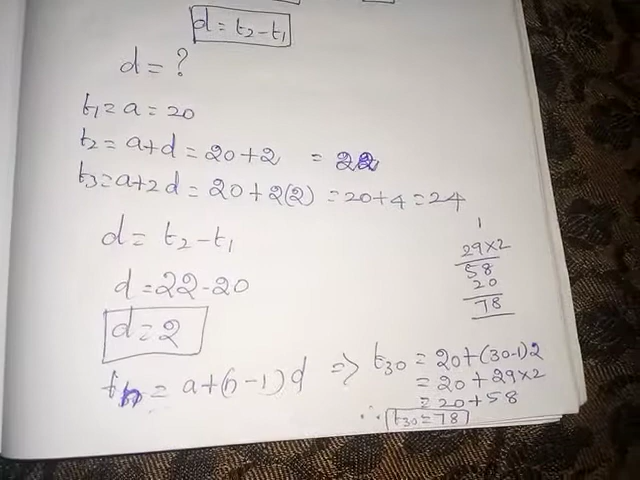 d = t2 - t1
d = ?
t1 = a = 20
t2 = a+d = 20+2 = 22
t3 = a+2d = 20+2(2) = 20+4 = 24
d = t2 - t1
d = 22-20
d = 2
1
29×2
58
20
78
tn = a+(n-1)d => t30 = 20+(30-1)2
= 20+29×2
= 20+58
∴ t30 = 78